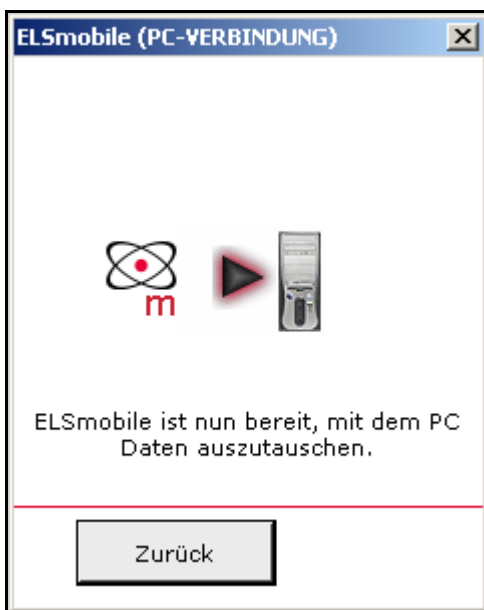 ELSmobile (PC-VERBINDUNG)
m
ELSmobile ist nun bereit, mit dem PC
Daten auszutauschen.
Zurück